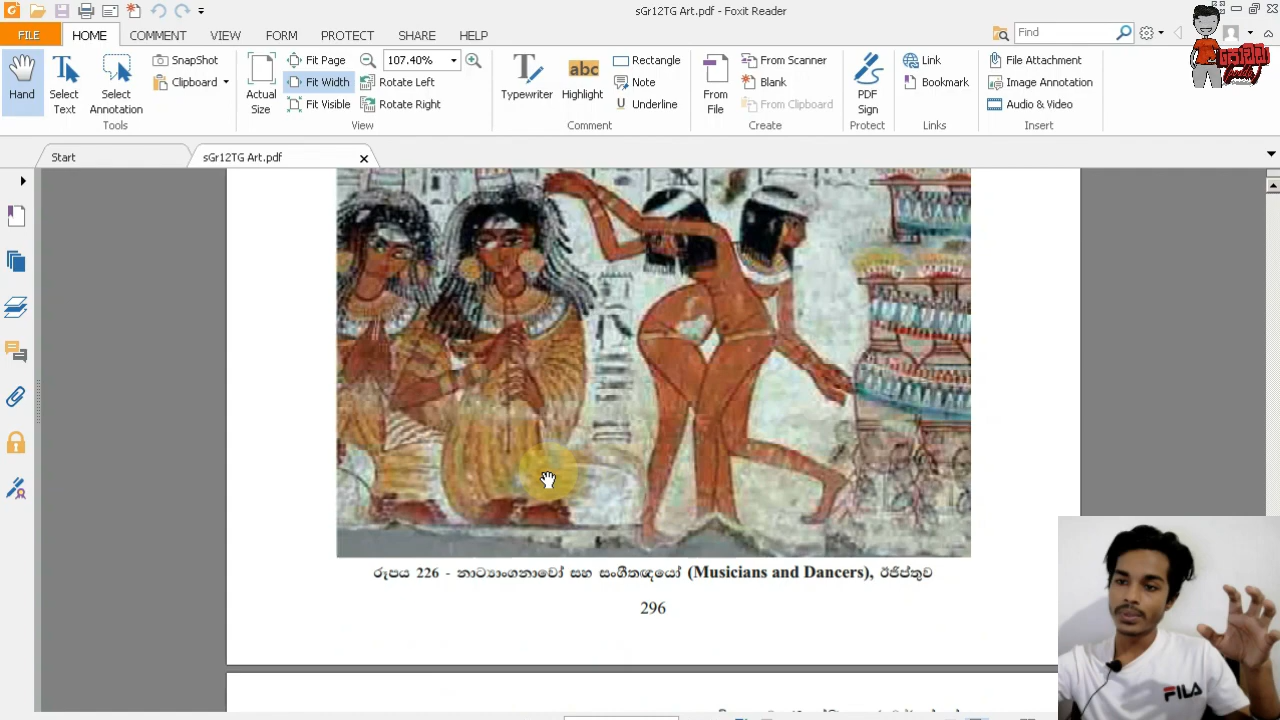 sGr12TG Art.pdf - Foxit Reader
FILE HOME COMMENT VIEW FORM PROTECT SHARE HELP
Find
Hand
Select Text
Select Annotation
SnapShot
Clipboard
Tools
Actual Size
Fit Page
Fit Width
Fit Visible
107.40%
Rotate Left
Rotate Right
View
Typewriter
Highlight
Rectangle
Note
Underline
Comment
From File
From Scanner
Blank
From Clipboard
Create
PDF Sign
Protect
Link
Bookmark
Links
File Attachment
Image Annotation
Audio & Video
Insert
Start
sGr12TG Art.pdf
රූපය 226 - නාට්‍යාංගනාවෝ සහ සංගීතඥයෝ (Musicians and Dancers), ඊජිප්තුව
296
FILA